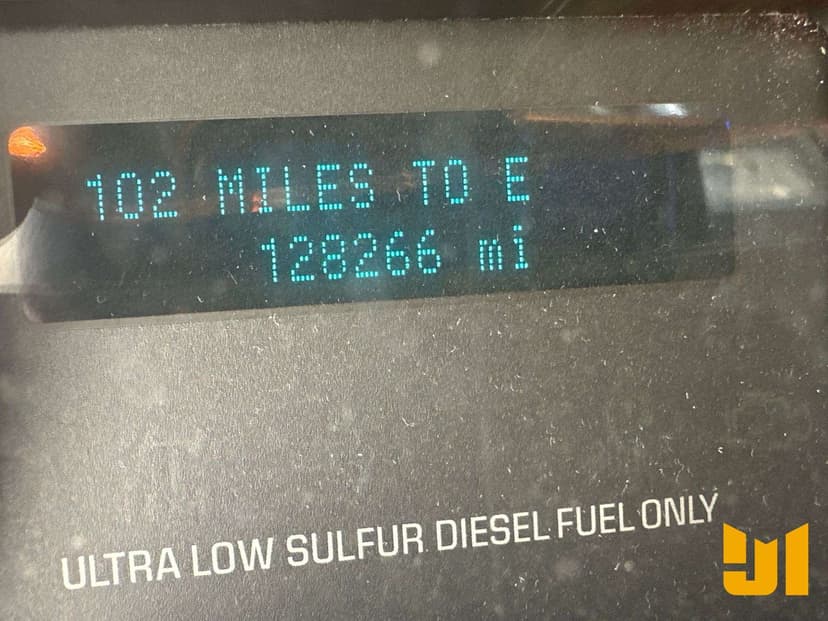 102 MILES TO E
128266 mi
ULTRA LOW SULFUR DIESEL FUEL ONLY